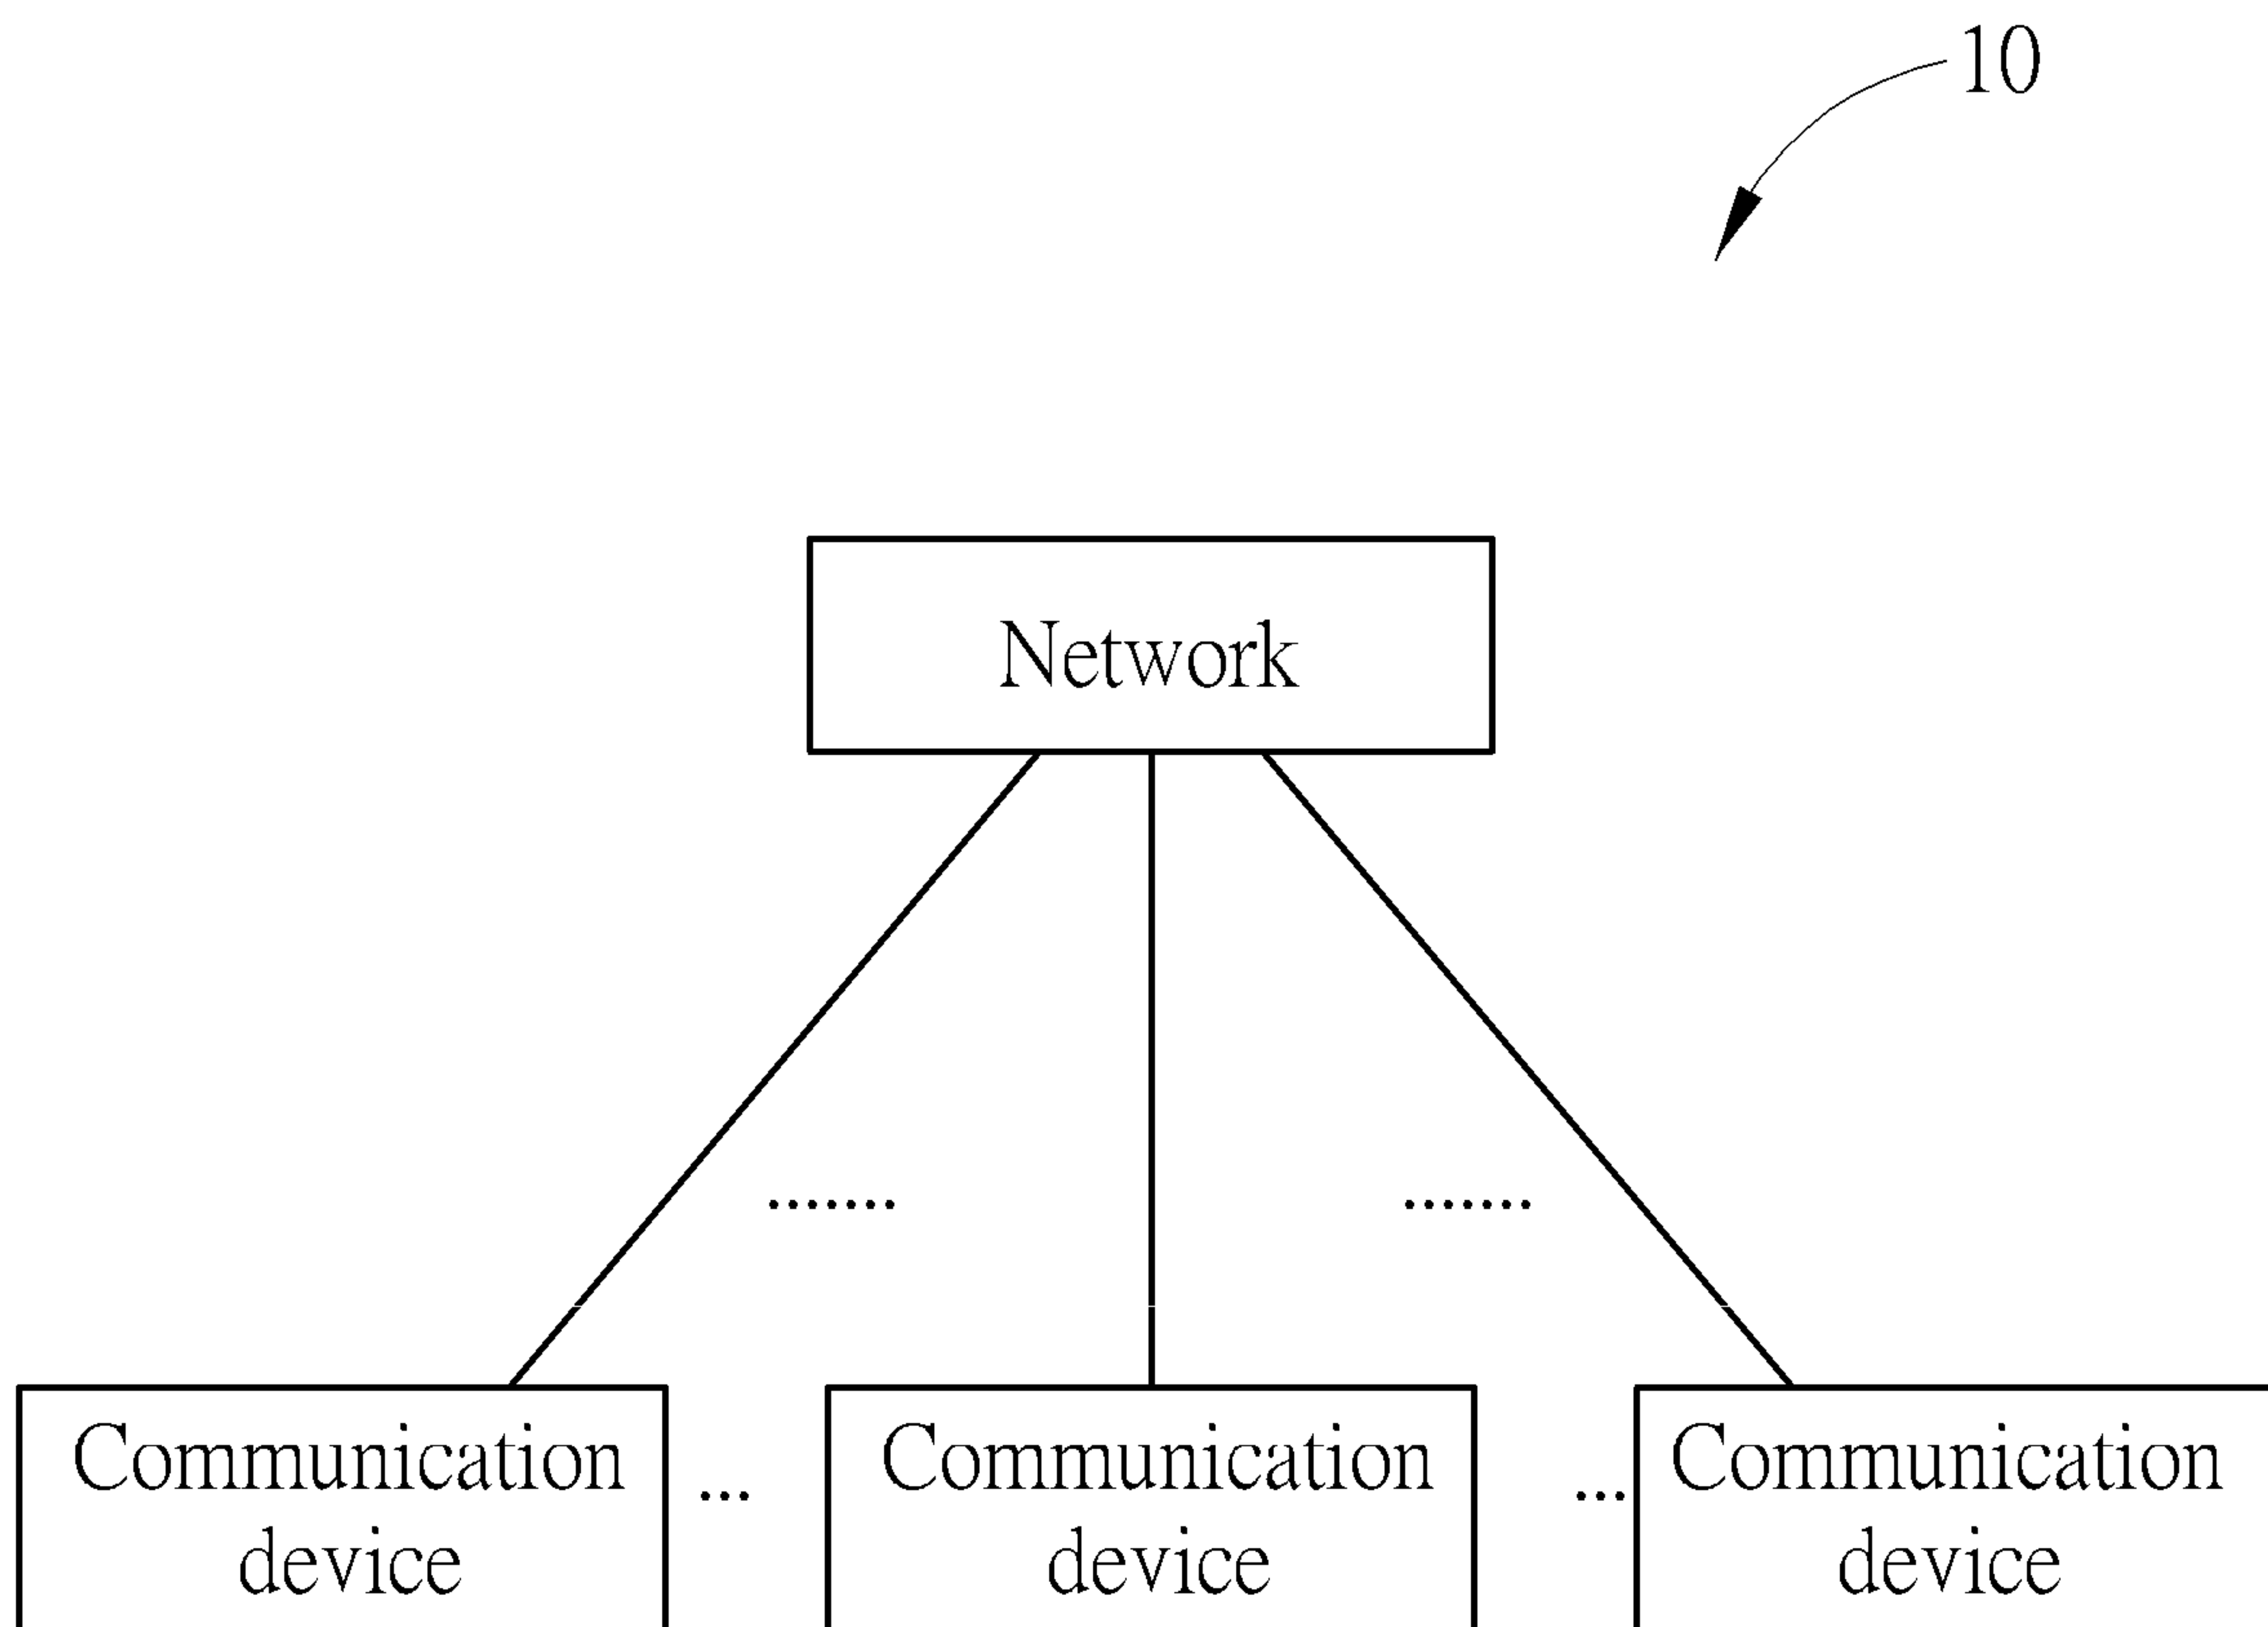 10
Network
.......
.......
Communication
device
...
Communication
device
...
Communication
device